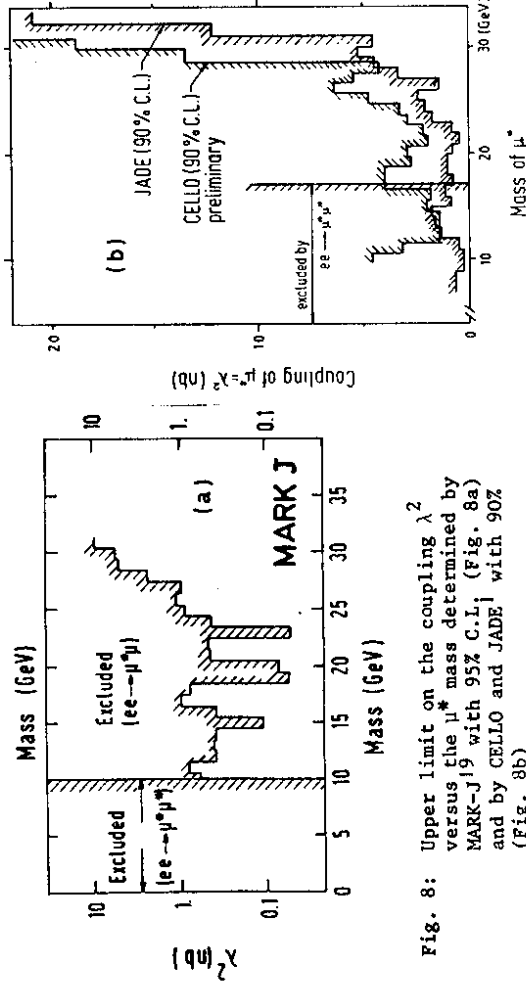 Mass (GeV)
10
1.
0.1
λ² (nb)
Excluded
(ee→μ*μ*)
Excluded
(ee→μ*μ)
(a)
MARK J
10
1.
0.1
0 5 10 15 20 25 30 35
Mass (GeV)
(b)
JADE (90% C.L.)
CELLO (90% C.L.)
preliminary
excluded by
ee → μ*μ*
20
10
0
Coupling of μ* = λ² (nb)
10 20 30 (GeV)
Mass of μ*
Fig. 8: Upper limit on the coupling λ²
versus the μ* mass determined by
MARK-J¹⁹ with 95% C.L. (Fig. 8a)
and by CELLO and JADE with 90%
(Fig. 8b)